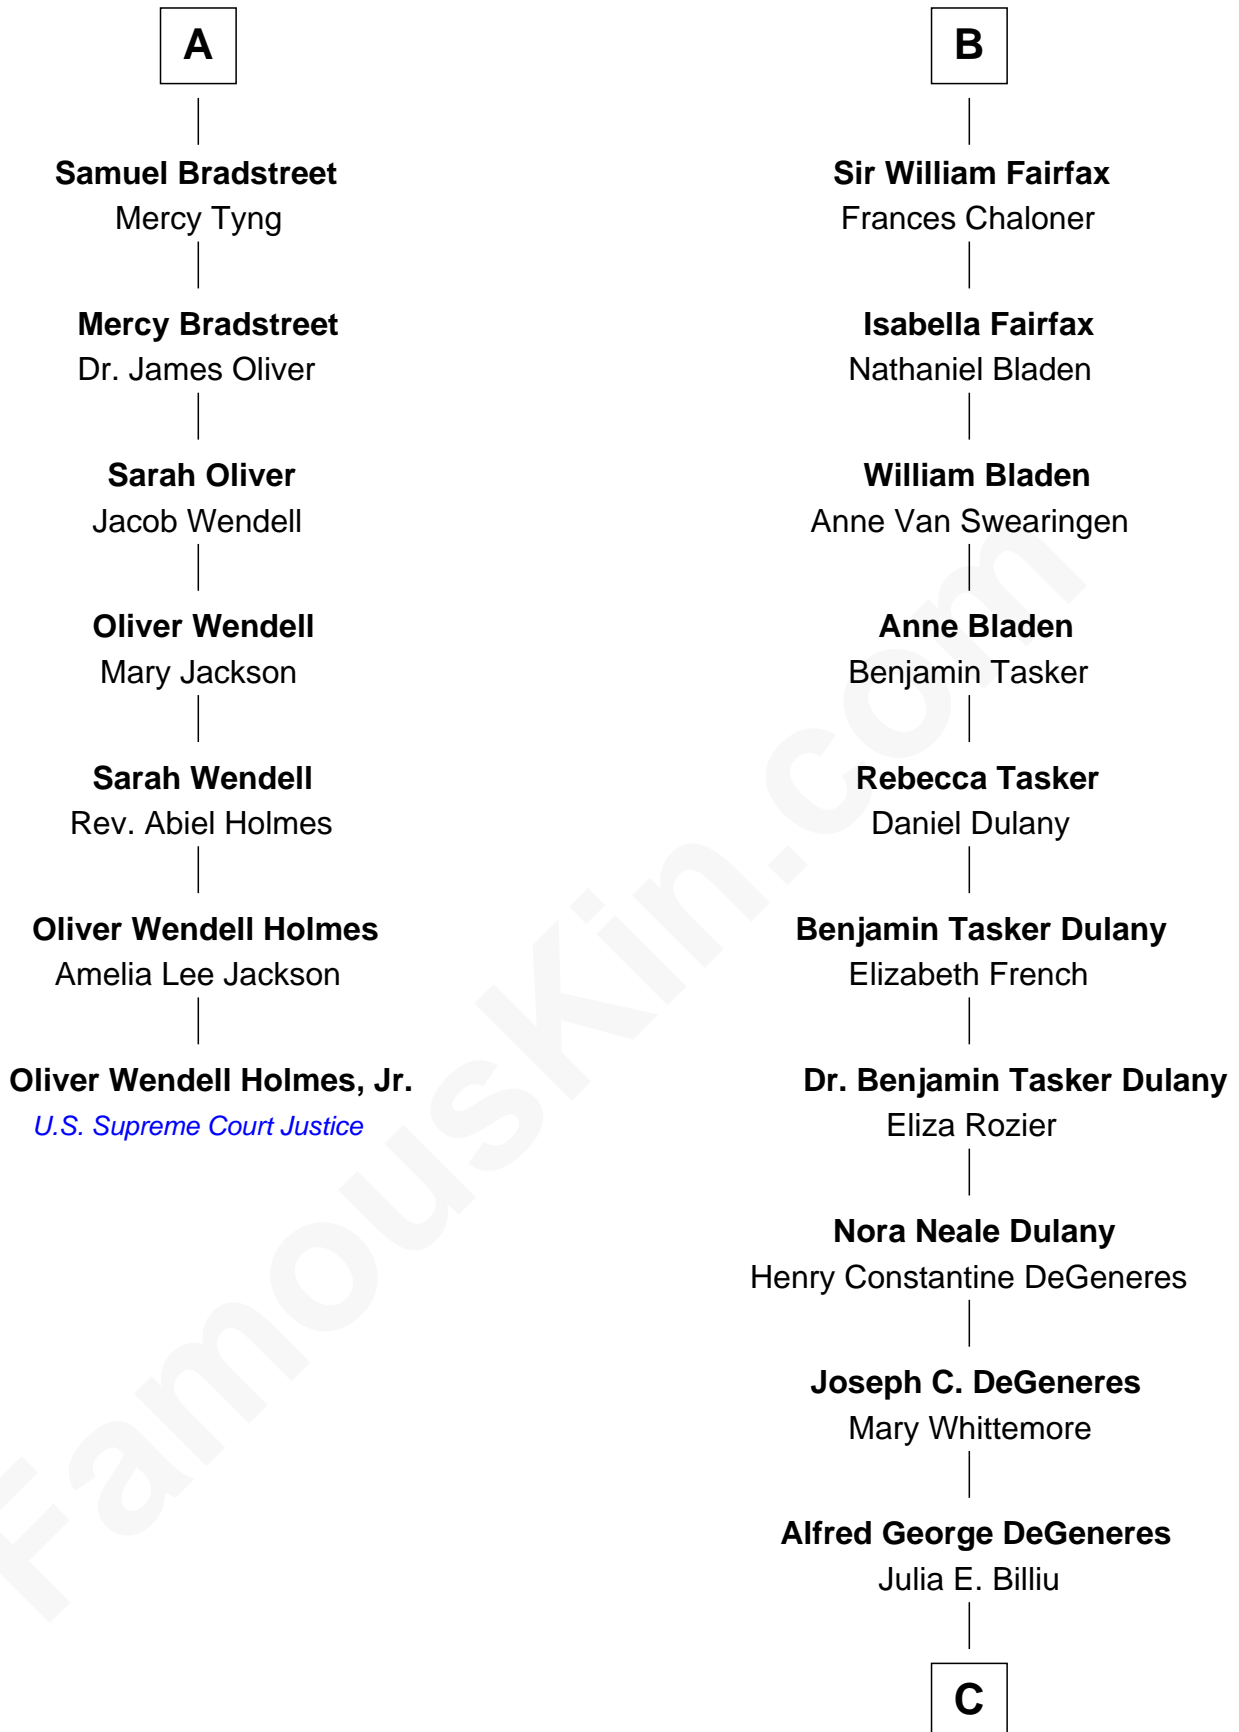 A
Samuel Bradstreet
Mercy Tyng
Mercy Bradstreet
Dr. James Oliver
Sarah Oliver
Jacob Wendell
Oliver Wendell
Mary Jackson
Sarah Wendell
Rev. Abiel Holmes
Oliver Wendell Holmes
Amelia Lee Jackson
Oliver Wendell Holmes, Jr.
U.S. Supreme Court Justice
B
Sir William Fairfax
Frances Chaloner
Isabella Fairfax
Nathaniel Bladen
William Bladen
Anne Van Swearingen
Anne Bladen
Benjamin Tasker
Rebecca Tasker
Daniel Dulany
Benjamin Tasker Dulany
Elizabeth French
Dr. Benjamin Tasker Dulany
Eliza Rozier
Nora Neale Dulany
Henry Constantine DeGeneres
Joseph C. DeGeneres
Mary Whittemore
Alfred George DeGeneres
Julia E. Billiu
C
FamousKin.com